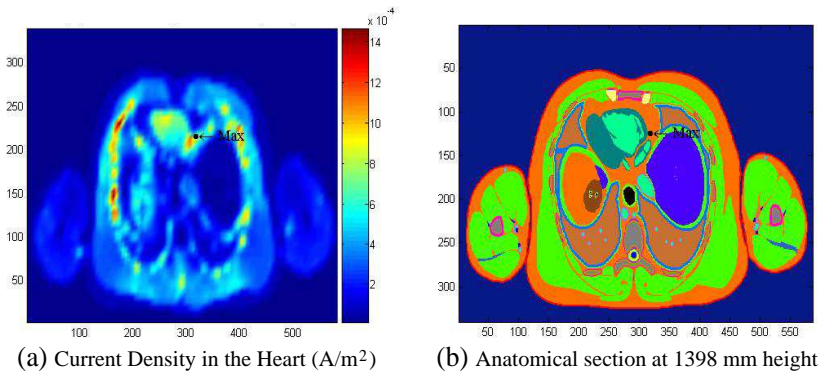 x 10⁻⁴
300
250
200
150
100
50
100 200 300 400 500
14
12
10
8
6
4
2
Max
50
100
150
200
250
300
50 100 150 200 250 300 350 400 450 500 550
Max
(a) Current Density in the Heart (A/m²)
(b) Anatomical section at 1398 mm height